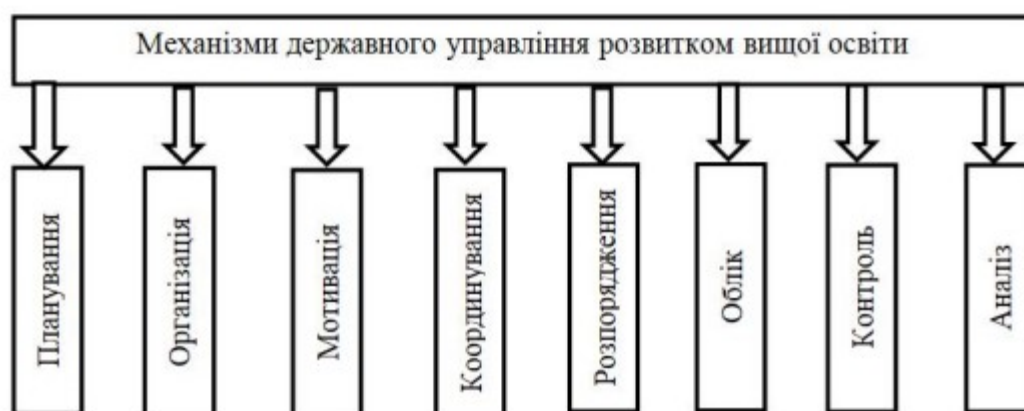 Механізми державного управління розвитком вищої освіти
Планування
Організація
Мотивація
Координування
Розпорядження
Облік
Контроль
Аналіз